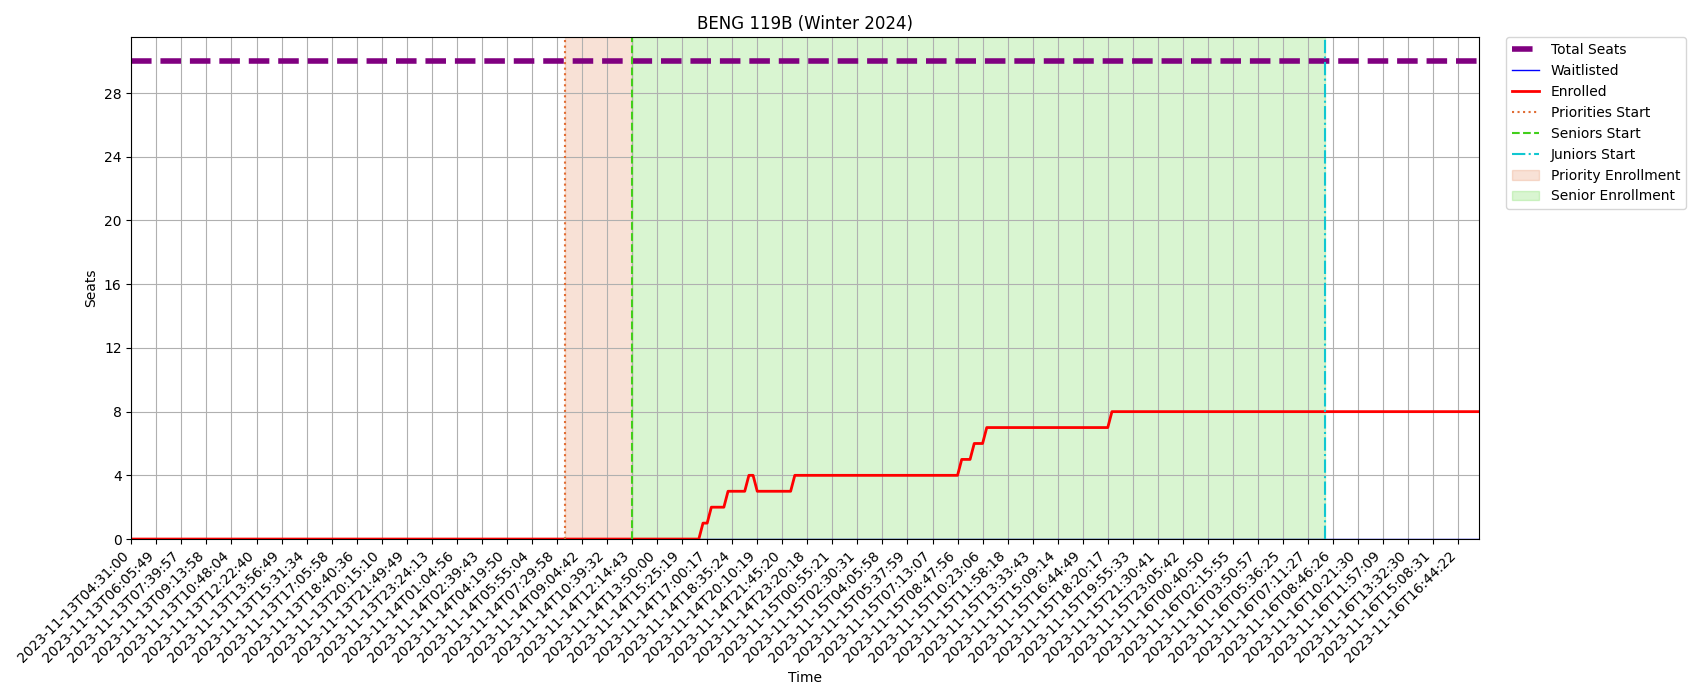 BENG 119B (Winter 2024)
Total Seats
Waitlisted
Enrolled
Priorities Start
Seniors Start
Juniors Start
Priority Enrollment
Senior Enrollment
Seats
28
24
20
16
12
8
4
0
2023-11-13T04:31:00
2023-11-13T06:05:49
2023-11-13T07:39:57
2023-11-13T09:13:58
2023-11-13T10:48:04
2023-11-13T12:22:40
2023-11-13T13:56:49
2023-11-13T15:31:34
2023-11-13T17:05:58
2023-11-13T18:40:36
2023-11-13T20:15:10
2023-11-13T21:49:49
2023-11-13T23:24:13
2023-11-14T01:04:56
2023-11-14T02:39:43
2023-11-14T04:19:50
2023-11-14T05:55:04
2023-11-14T07:29:58
2023-11-14T09:04:42
2023-11-14T10:39:32
2023-11-14T12:14:43
2023-11-14T13:50:00
2023-11-14T15:25:19
2023-11-14T17:00:17
2023-11-14T18:35:24
2023-11-14T20:10:19
2023-11-14T21:45:20
2023-11-14T23:20:18
2023-11-15T00:55:21
2023-11-15T02:30:31
2023-11-15T04:05:58
2023-11-15T05:37:59
2023-11-15T07:13:07
2023-11-15T08:47:56
2023-11-15T10:23:06
2023-11-15T11:58:18
2023-11-15T13:33:43
2023-11-15T15:09:14
2023-11-15T16:44:49
2023-11-15T18:20:17
2023-11-15T19:55:33
2023-11-15T21:30:41
2023-11-15T23:05:42
2023-11-16T00:40:50
2023-11-16T02:15:55
2023-11-16T03:50:57
2023-11-16T05:36:25
2023-11-16T07:11:27
2023-11-16T08:46:26
2023-11-16T10:21:30
2023-11-16T11:57:09
2023-11-16T13:32:30
2023-11-16T15:08:31
2023-11-16T16:44:22
Time